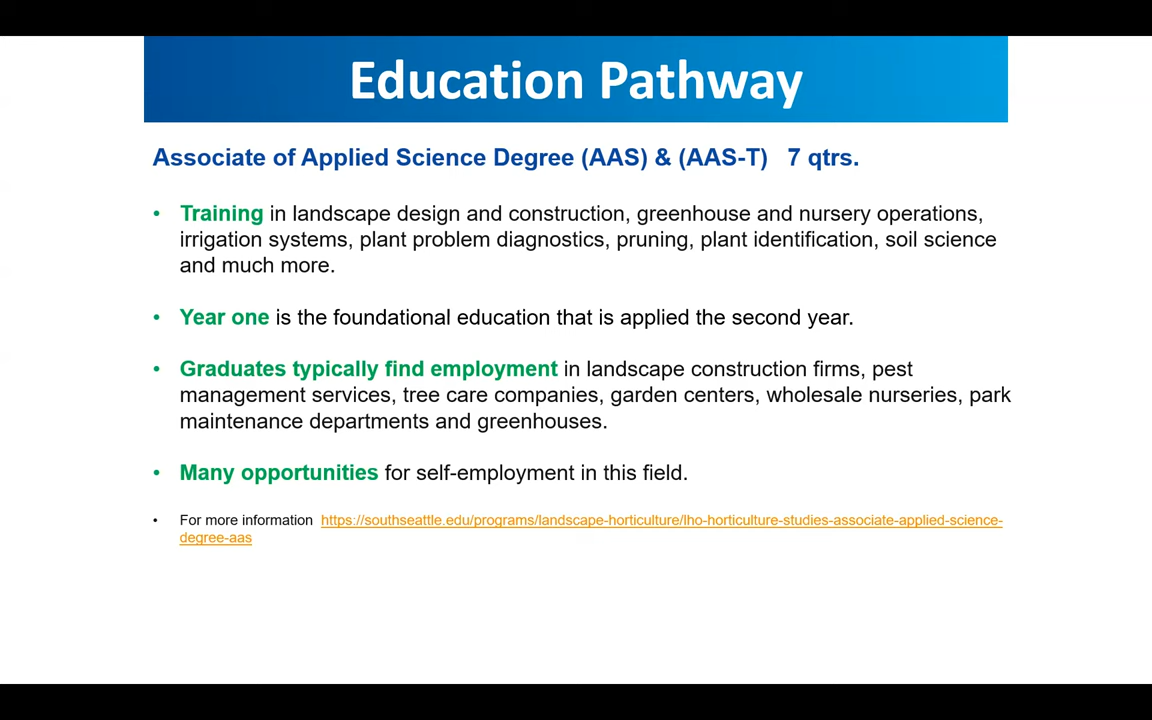 Education Pathway
Associate of Applied Science Degree (AAS) & (AAS-T) 7 qtrs.
• Training in landscape design and construction, greenhouse and nursery operations,
irrigation systems, plant problem diagnostics, pruning, plant identification, soil science
and much more.
• Year one is the foundational education that is applied the second year.
• Graduates typically find employment in landscape construction firms, pest
management services, tree care companies, garden centers, wholesale nurseries, park
maintenance departments and greenhouses.
• Many opportunities for self-employment in this field.
• For more information https://southseattle.edu/programs/landscape-horticulture/lho-horticulture-studies-associate-applied-science-
degree-aas